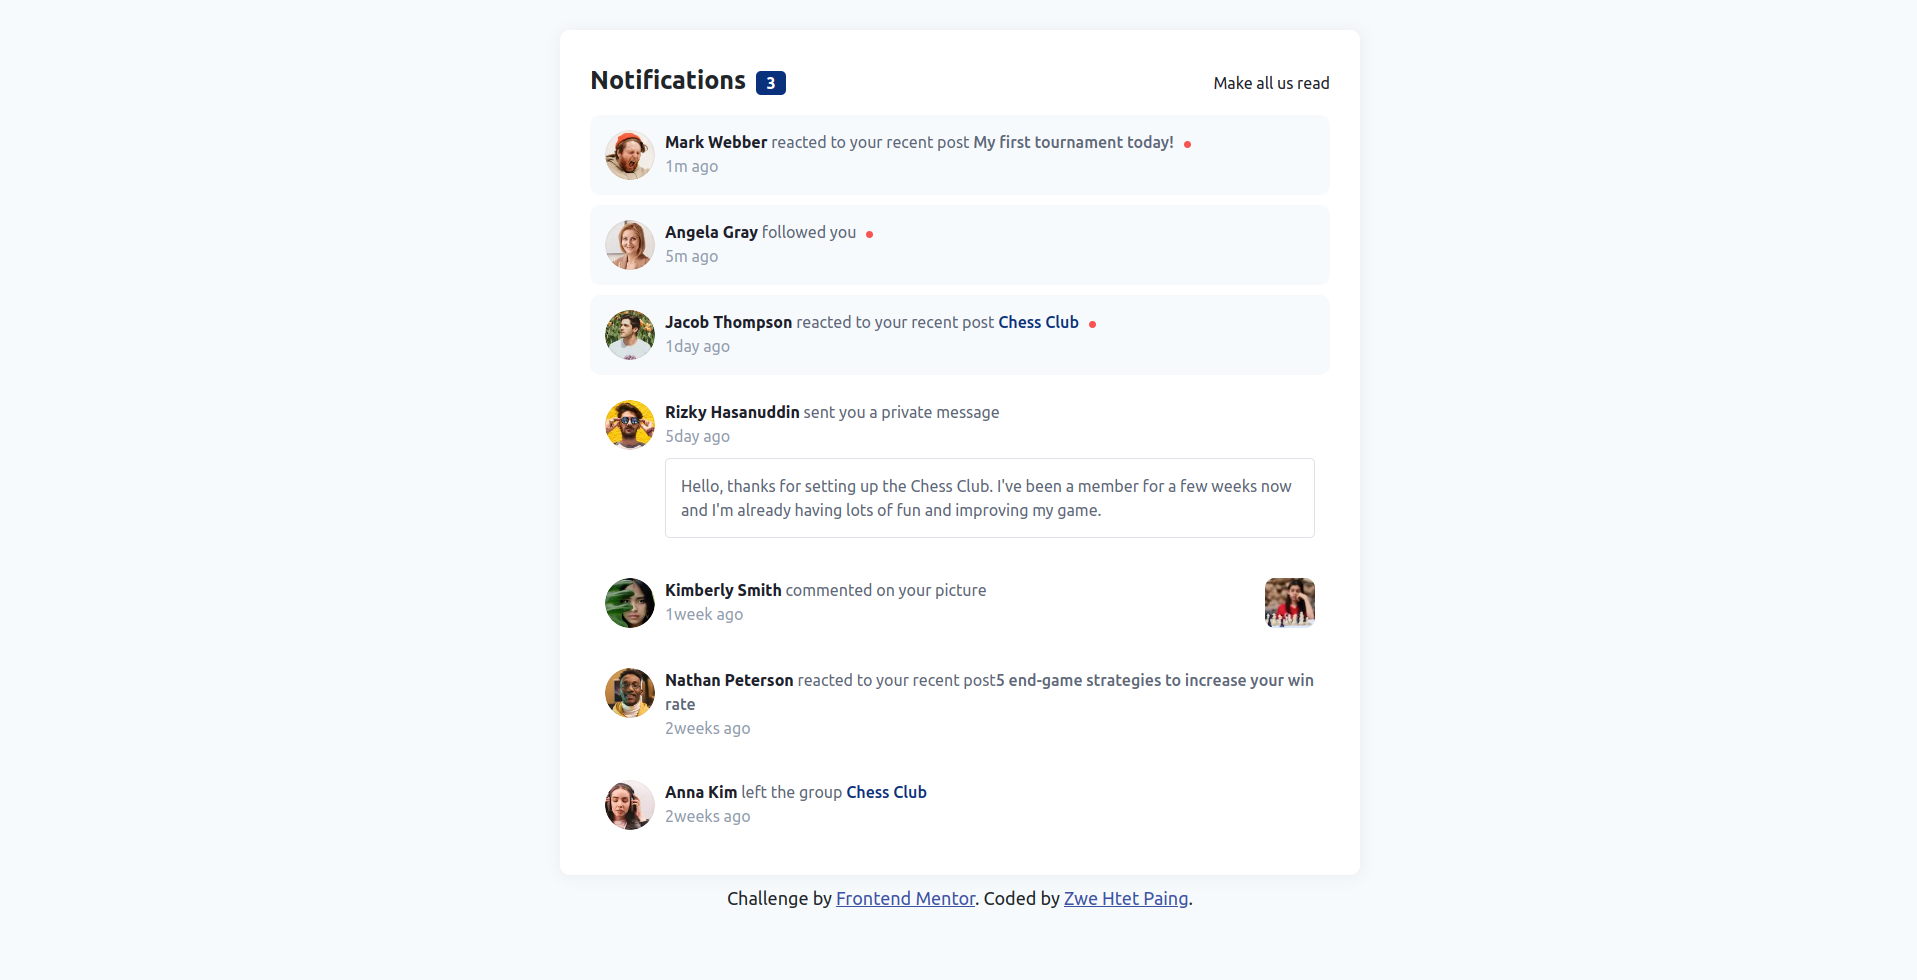 Notifications 3
Make all us read
Mark Webber reacted to your recent post My first tournament today!
1m ago
Angela Gray followed you
5m ago
Jacob Thompson reacted to your recent post Chess Club
1day ago
Rizky Hasanuddin sent you a private message
5day ago
Hello, thanks for setting up the Chess Club. I've been a member for a few weeks now
and I'm already having lots of fun and improving my game.
Kimberly Smith commented on your picture
1week ago
Nathan Peterson reacted to your recent post5 end-game strategies to increase your win
rate
2weeks ago
Anna Kim left the group Chess Club
2weeks ago
Challenge by Frontend Mentor. Coded by Zwe Htet Paing.